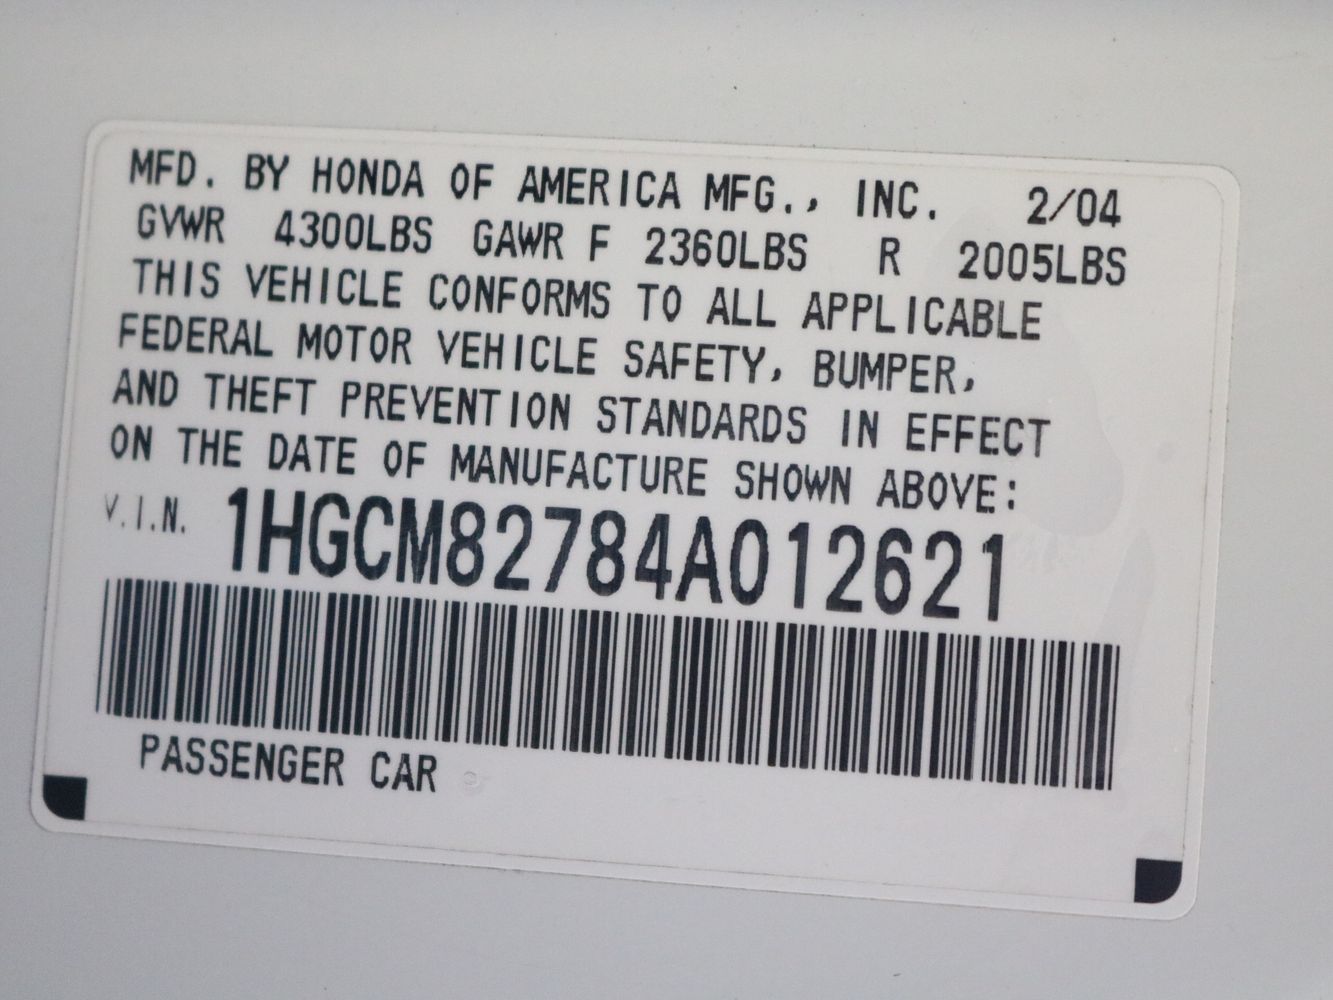 MFD. BY HONDA OF AMERICA MFG., INC. 2/04
GVWR 4300LBS GAWR F 2360LBS R 2005LBS
THIS VEHICLE CONFORMS TO ALL APPLICABLE
FEDERAL MOTOR VEHICLE SAFETY, BUMPER,
AND THEFT PREVENTION STANDARDS IN EFFECT
ON THE DATE OF MANUFACTURE SHOWN ABOVE:
V.I.N. 1HGCM82784A012621
PASSENGER CAR